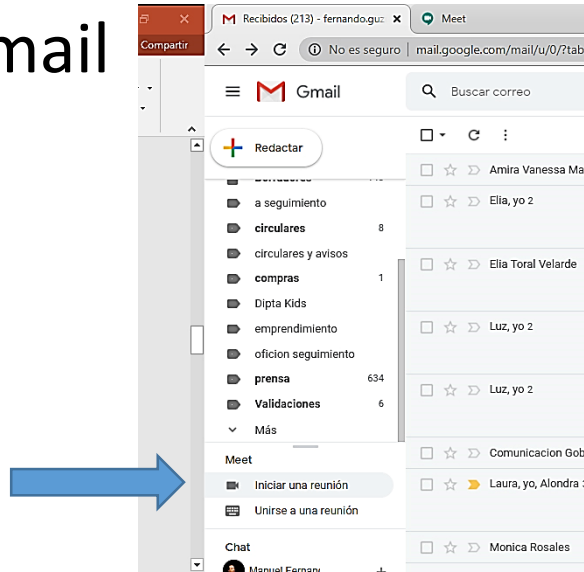 mail
Compartir
Recibidos (213) - fernando.guz
Meet
No es seguro | mail.google.com/mail/u/0/?tab
Gmail
Buscar correo
Redactar
a seguimiento
circulares 8
circulares y avisos
compras 1
Dipta Kids
emprendimiento
oficion seguimiento
prensa 634
Validaciones 6
Más
Meet
Iniciar una reunión
Unirse a una reunión
Chat
Manuel Fernand
Amira Vanessa Ma
Elia, yo 2
Elia Toral Velarde
Luz, yo 2
Luz, yo 2
Comunicacion Gob
Laura, yo, Alondra 3
Monica Rosales